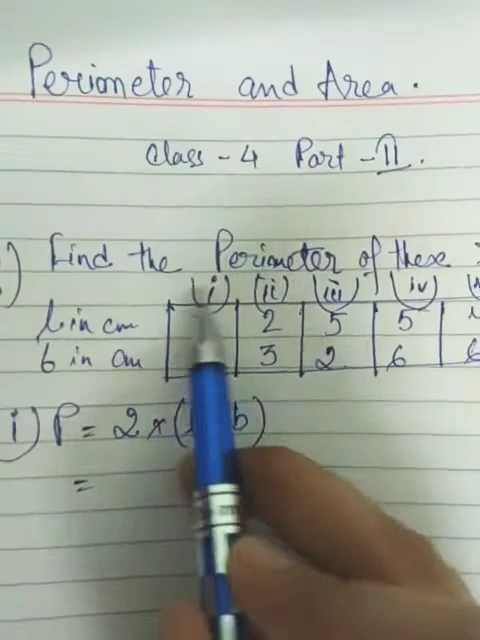 Perimeter and Area.
Class - 4 Part - II.
Find the Perimeter of these
(i) (ii) (iii) (iv)
l in cm 2 5 5
b in cm 3 2 6
i) P = 2 × ( b)
=